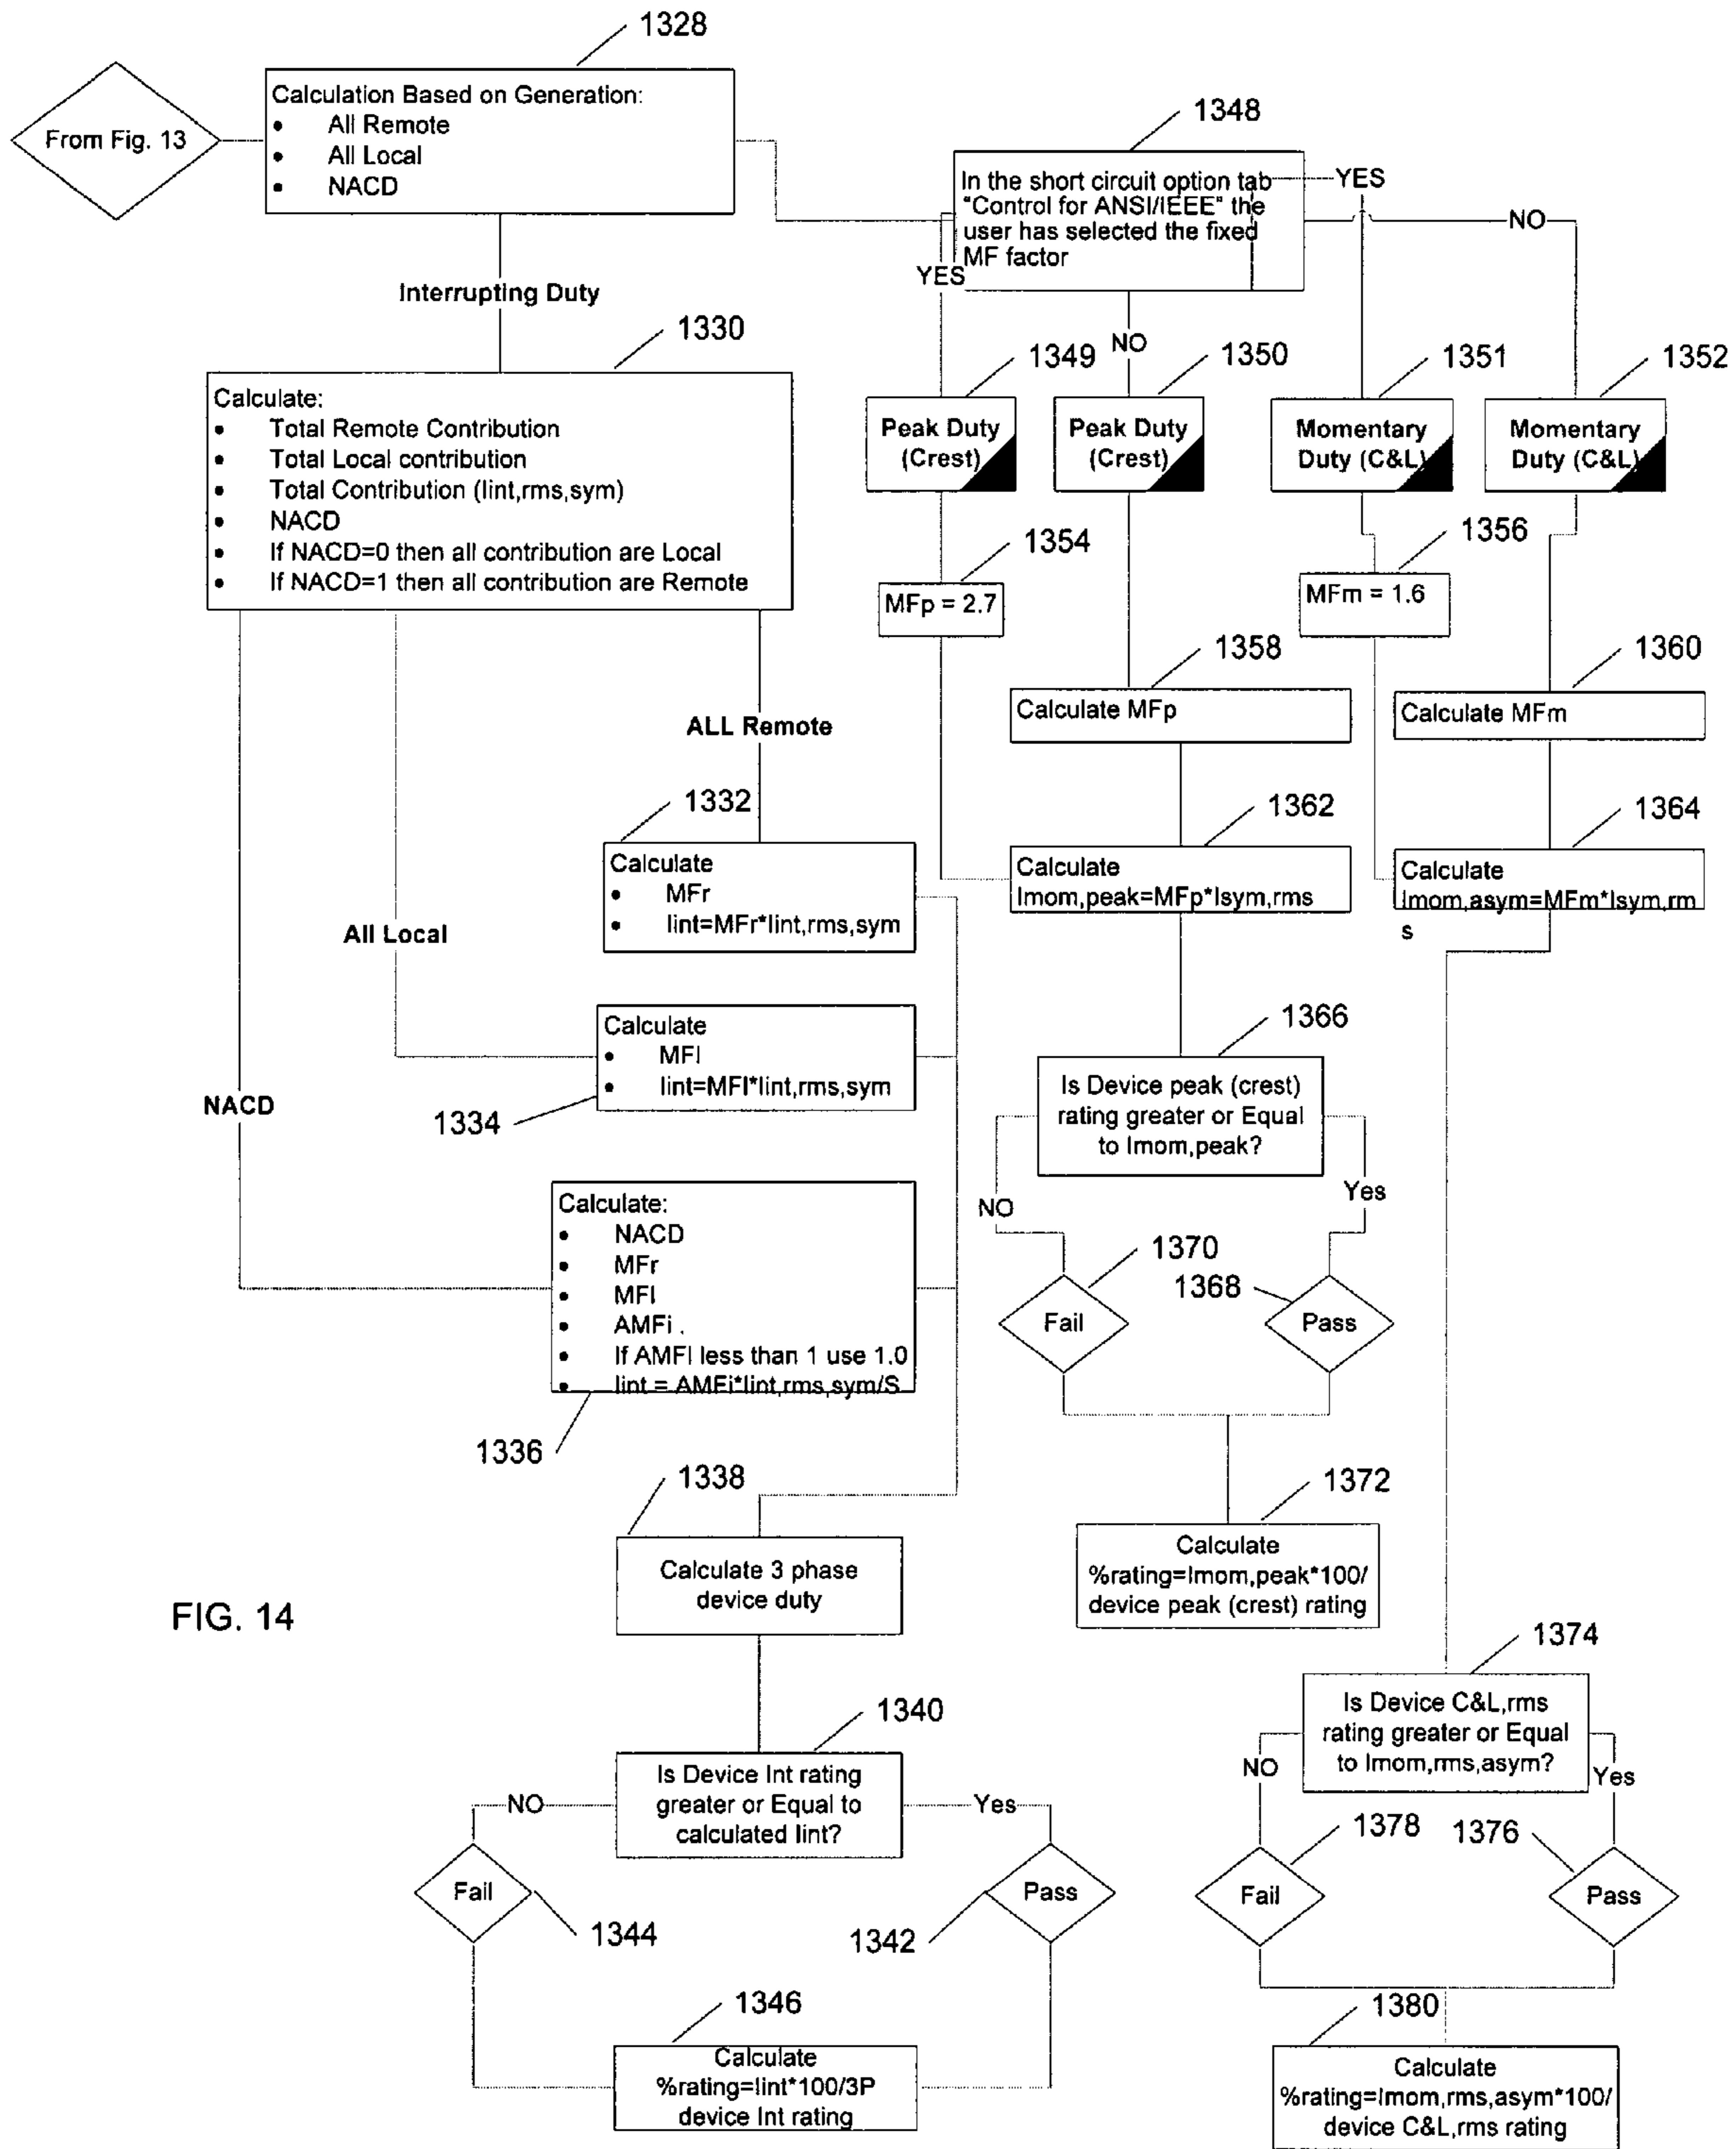 1328
From Fig. 13
Calculation Based on Generation:
• All Remote
• All Local
• NACD
1348
In the short circuit option tab
"Control for ANSI/IEEE" the
user has selected the fixed
MF factor
YES
NO
YES
NO
Interrupting Duty
1330
Calculate:
• Total Remote Contribution
• Total Local contribution
• Total Contribution (Iint,rms,sym)
• NACD
• If NACD=0 then all contribution are Local
• If NACD=1 then all contribution are Remote
1349
Peak Duty
(Crest)
1350
Peak Duty
(Crest)
1351
Momentary
Duty (C&L)
1352
Momentary
Duty (C&L)
1354
MFp = 2.7
1356
MFm = 1.6
1358
Calculate MFp
1360
Calculate MFm
ALL Remote
1332
Calculate
• MFr
• Iint=MFr*Iint,rms,sym
1362
Calculate
Imom,peak=MFp*Isym,rms
1364
Calculate
Imom,asym=MFm*Isym,rm
s
All Local
Calculate
• MFl
• Iint=MFl*Iint,rms,sym
1334
NACD
1366
Is Device peak (crest)
rating greater or Equal
to Imom,peak?
NO
Yes
Calculate:
• NACD
• MFr
• MFl
• AMFi .
• If AMFI less than 1 use 1.0
• Iint = AMFi*Iint,rms,sym/S
1336
1370
Fail
1368
Pass
1372
Calculate
%rating=Imom,peak*100/
device peak (crest) rating
1338
Calculate 3 phase
device duty
FIG. 14
1340
Is Device Int rating
greater or Equal to
calculated Iint?
NO
Yes
Fail
1344
Pass
1342
1346
Calculate
%rating=Iint*100/3P
device Int rating
1374
Is Device C&L,rms
rating greater or Equal
to Imom,rms,asym?
NO
Yes
1378
Fail
1376
Pass
1380
Calculate
%rating=Imom,rms,asym*100/
device C&L,rms rating